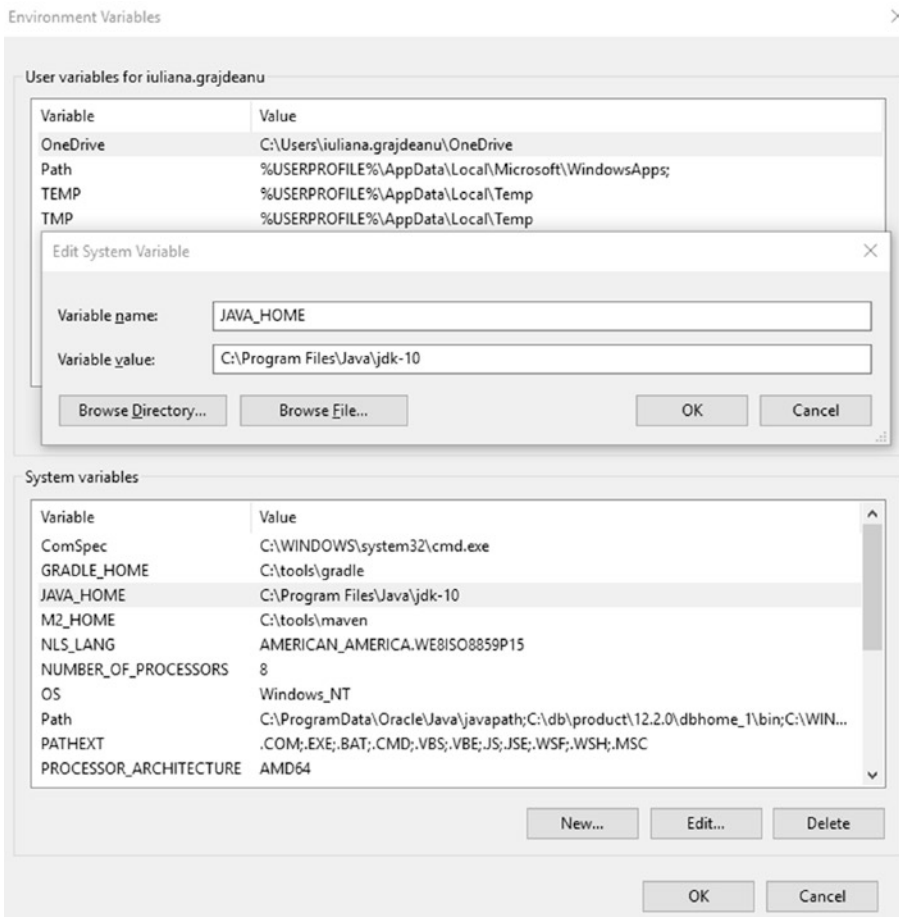 Environment Variables
User variables for iuliana.grajdeanu
Variable Value
OneDrive C:\Users\iuliana.grajdeanu\OneDrive
Path %USERPROFILE%\AppData\Local\Microsoft\WindowsApps;
TEMP %USERPROFILE%\AppData\Local\Temp
TMP %USERPROFILE%\AppData\Local\Temp
Edit System Variable
Variable name: JAVA_HOME
Variable value: C:\Program Files\Java\jdk-10
Browse Directory... Browse File... OK Cancel
System variables
Variable Value
ComSpec C:\WINDOWS\system32\cmd.exe
GRADLE_HOME C:\tools\gradle
JAVA_HOME C:\Program Files\Java\jdk-10
M2_HOME C:\tools\maven
NLS_LANG AMERICAN_AMERICA.WE8ISO8859P15
NUMBER_OF_PROCESSORS 8
OS Windows_NT
Path C:\ProgramData\Oracle\Java\javapath;C:\db\product\12.2.0\dbhome_1\bin;C:\WIN...
PATHEXT .COM;.EXE;.BAT;.CMD;.VBS;.VBE;.JS;.JSE;.WSF;.WSH;.MSC
PROCESSOR_ARCHITECTURE AMD64
New... Edit... Delete
OK Cancel